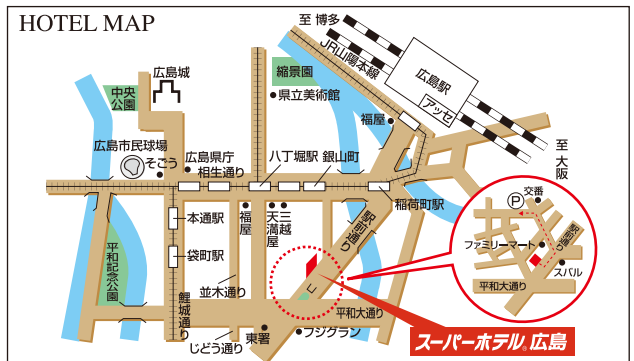 HOTEL MAP
至 博多
JR山陽本線
広島駅
アッセ
至大阪
中央
公園
広島城
縮景園
県立美術館
福屋
広島市民球場
そごう
広島県庁
相生通り
八丁堀駅
銀山町
稲荷町駅
本通駅
袋町駅
福屋
天満屋
三越
駅前通り
平和記念公園
鯉城通り
並木通り
じどう通り
東署
フジグラン
平和大通り
交番
P
ファミリーマート
駅前通り
スバル
平和大通り
スーパーホテル®広島